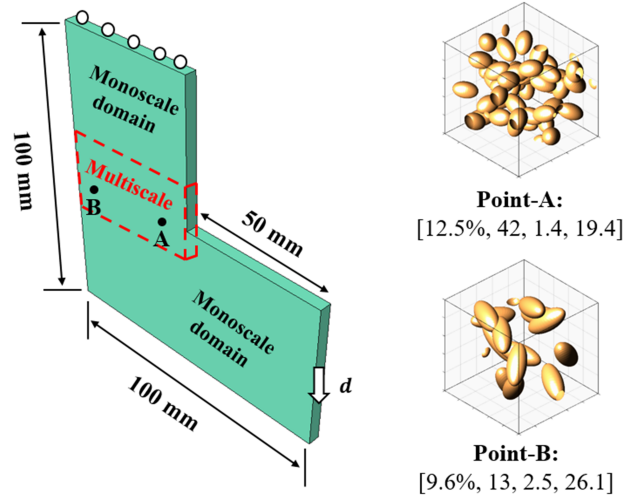 Monoscale
domain
100 mm
Multiscale
B
A
50 mm
Monoscale
domain
d
100 mm
Point-A:
[12.5%, 42, 1.4, 19.4]
Point-B:
[9.6%, 13, 2.5, 26.1]